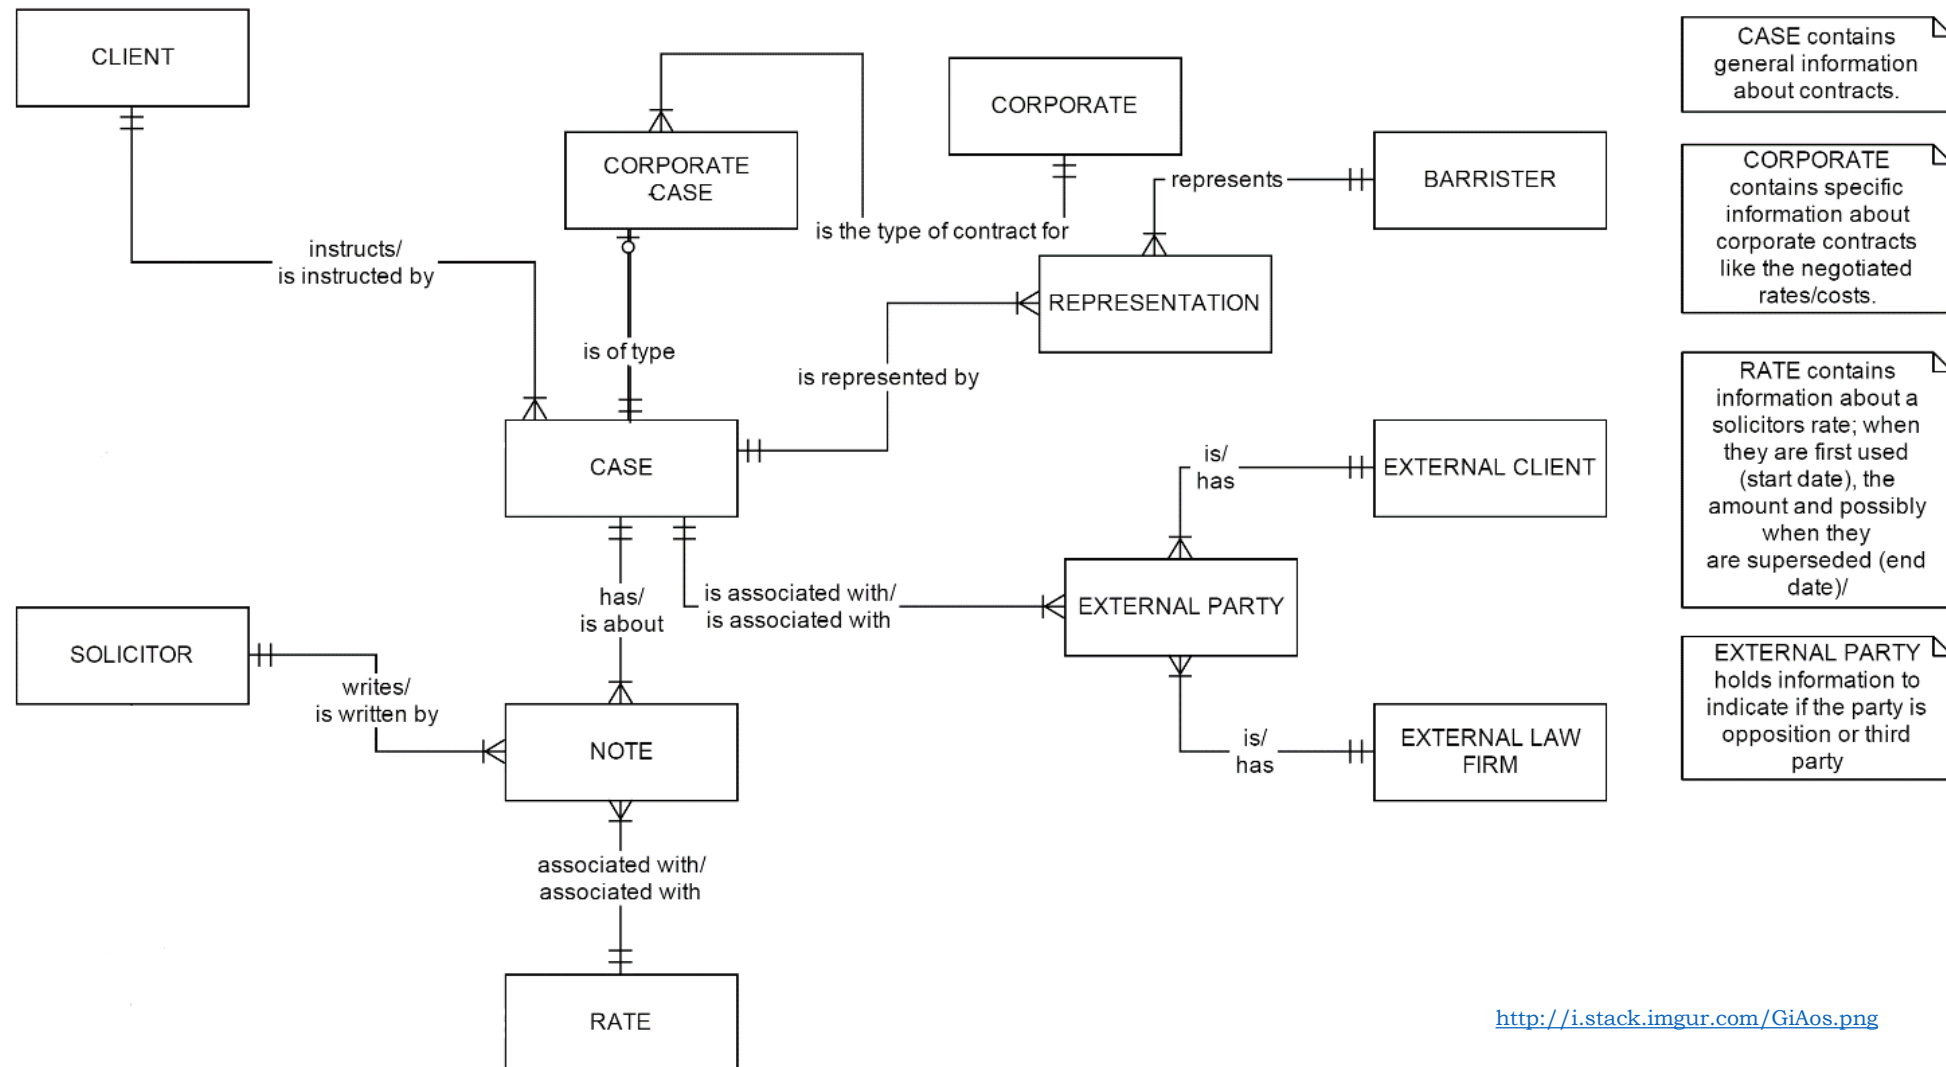 CLIENT
CORPORATE
CASE
CORPORATE
BARRISTER
represents
is the type of contract for
instructs/
is instructed by
REPRESENTATION
is of type
is represented by
CASE
is/
has
EXTERNAL CLIENT
has/
is about
is associated with/
is associated with
EXTERNAL PARTY
SOLICITOR
writes/
is written by
NOTE
is/
has
EXTERNAL LAW
FIRM
associated with/
associated with
RATE
CASE contains
general information
about contracts.
CORPORATE
contains specific
information about
corporate contracts
like the negotiated
rates/costs.
RATE contains
information about a
solicitors rate; when
they are first used
(start date), the
amount and possibly
when they
are superseded (end
date)/
EXTERNAL PARTY
holds information to
indicate if the party is
opposition or third
party
http://i.stack.imgur.com/GiAos.png